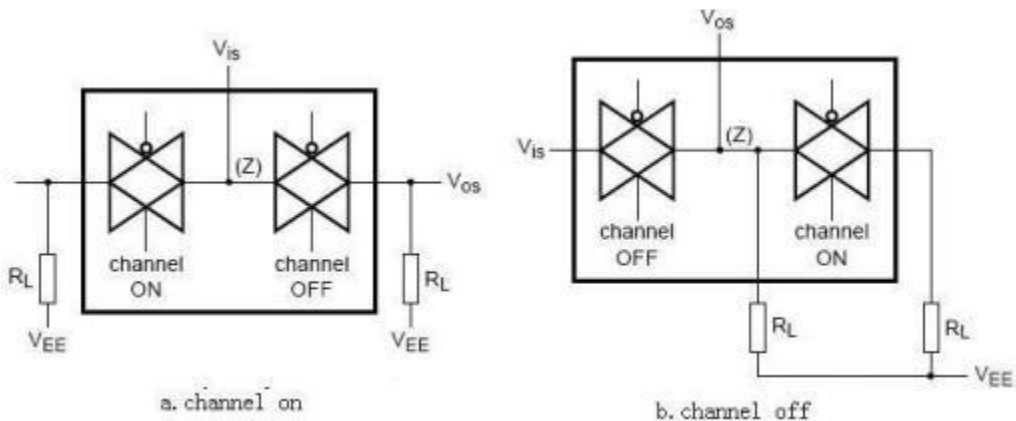 Vis
(Z)
Vos
channel
ON
channel
OFF
RL
RL
VEE
VEE
a. channel on
Vos
Vis
(Z)
channel
OFF
channel
ON
RL
RL
VEE
b. channel off